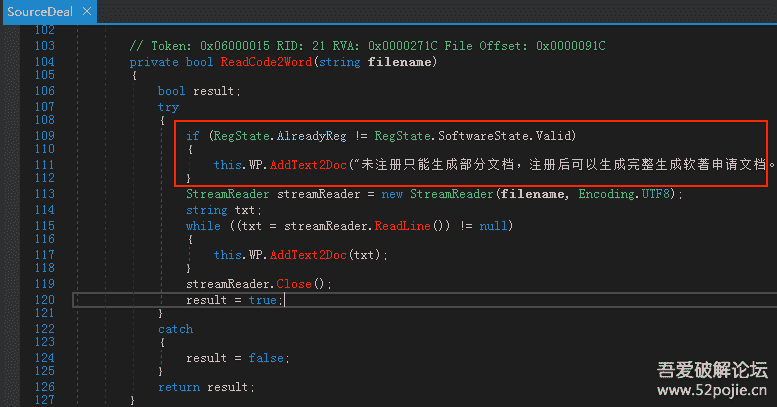 SourceDeal ×
102
103 // Token: 0x06000015 RID: 21 RVA: 0x0000271C File Offset: 0x0000091C
104 private bool ReadCode2Word(string filename)
105 {
106 bool result;
107 try
108 {
109 if (RegState.AlreadyReg != RegState.SoftwareState.Valid)
110 {
111 this.WP.AddText2Doc("未注册只能生成部分文档，注册后可以生成完整生成软著申请文档。
112 }
113 StreamReader streamReader = new StreamReader(filename, Encoding.UTF8);
114 string txt;
115 while ((txt = streamReader.ReadLine()) != null)
116 {
117 this.WP.AddText2Doc(txt);
118 }
119 streamReader.Close();
120 result = true;
121 }
122 catch
123 {
124 result = false;
125 }
126 return result;
127 }
吾爱破解论坛
www.52pojie.cn